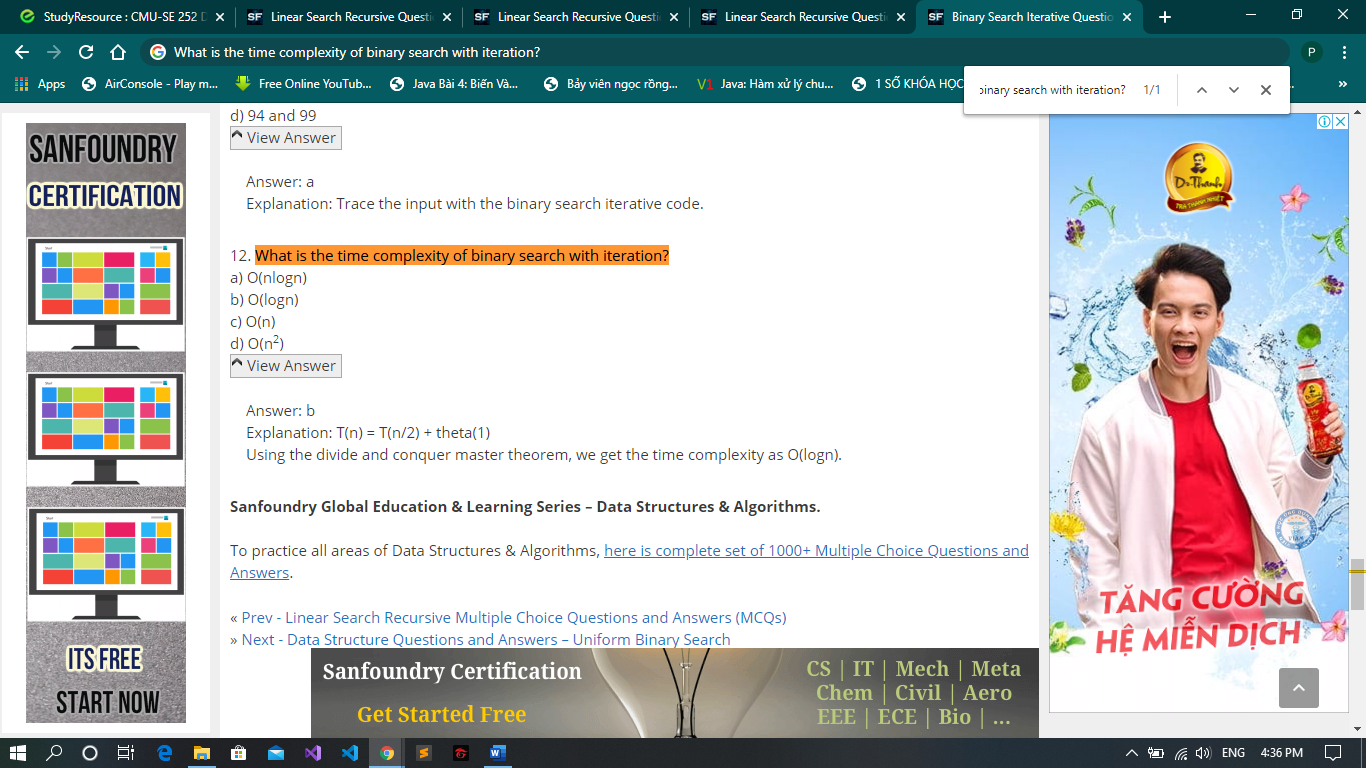 StudyResource : CMU-SE 252 D
Linear Search Recursive Questi
Linear Search Recursive Questi
Linear Search Recursive Questi
Binary Search Iterative Questio
What is the time complexity of binary search with iteration?
P
Apps
AirConsole - Play m...
Free Online YouTub...
Java Bài 4: Biến Và...
Bảy viên ngọc rồng...
Java: Hàm xử lý chu...
1 SỐ KHÓA HỌC
binary search with iteration? 1/1
SANFOUNDRY
CERTIFICATION
ITS FREE
START NOW
d) 94 and 99
View Answer
Answer: a
Explanation: Trace the input with the binary search iterative code.
12. What is the time complexity of binary search with iteration?
a) O(nlogn)
b) O(logn)
c) O(n)
d) O(n²)
View Answer
Answer: b
Explanation: T(n) = T(n/2) + theta(1)
Using the divide and conquer master theorem, we get the time complexity as O(logn).
Sanfoundry Global Education & Learning Series – Data Structures & Algorithms.
To practice all areas of Data Structures & Algorithms, here is complete set of 1000+ Multiple Choice Questions and
Answers.
« Prev - Linear Search Recursive Multiple Choice Questions and Answers (MCQs)
» Next - Data Structure Questions and Answers – Uniform Binary Search
Sanfoundry Certification
Get Started Free
CS | IT | Mech | Meta
Chem | Civil | Aero
EEE | ECE | Bio | ...
Dr.Thanh
TRÀ THANH NHIỆT
TĂNG CƯỜNG
HỆ MIỄN DỊCH
ENG
4:36 PM